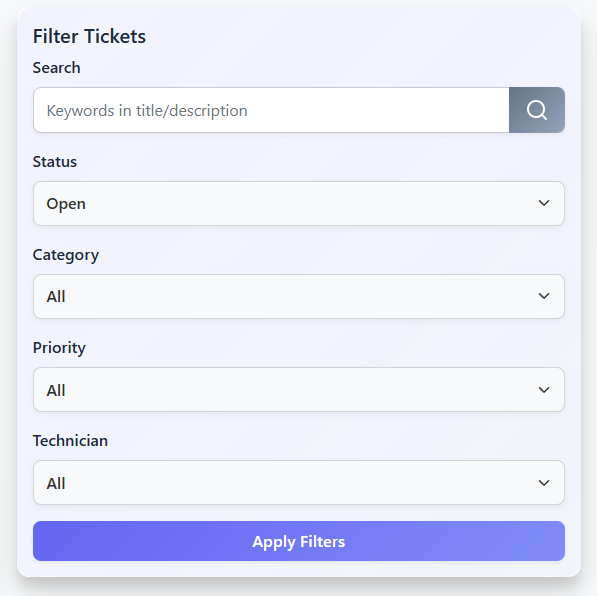 Filter Tickets
Search
Keywords in title/description
Status
Open
Category
All
Priority
All
Technician
All
Apply Filters